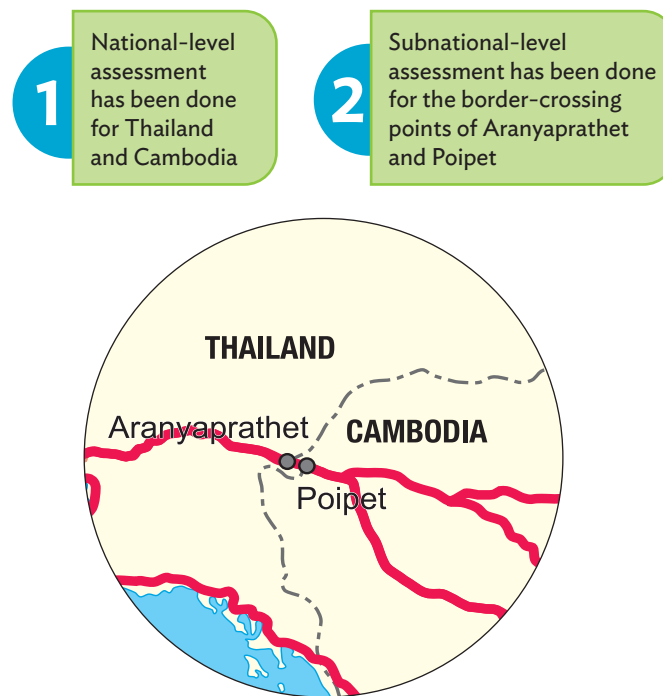 1
National-level
assessment
has been done
for Thailand
and Cambodia
2
Subnational-level
assessment has been done
for the border-crossing
points of Aranyaprathet
and Poipet
THAILAND
Aranyaprathet
CAMBODIA
Poipet